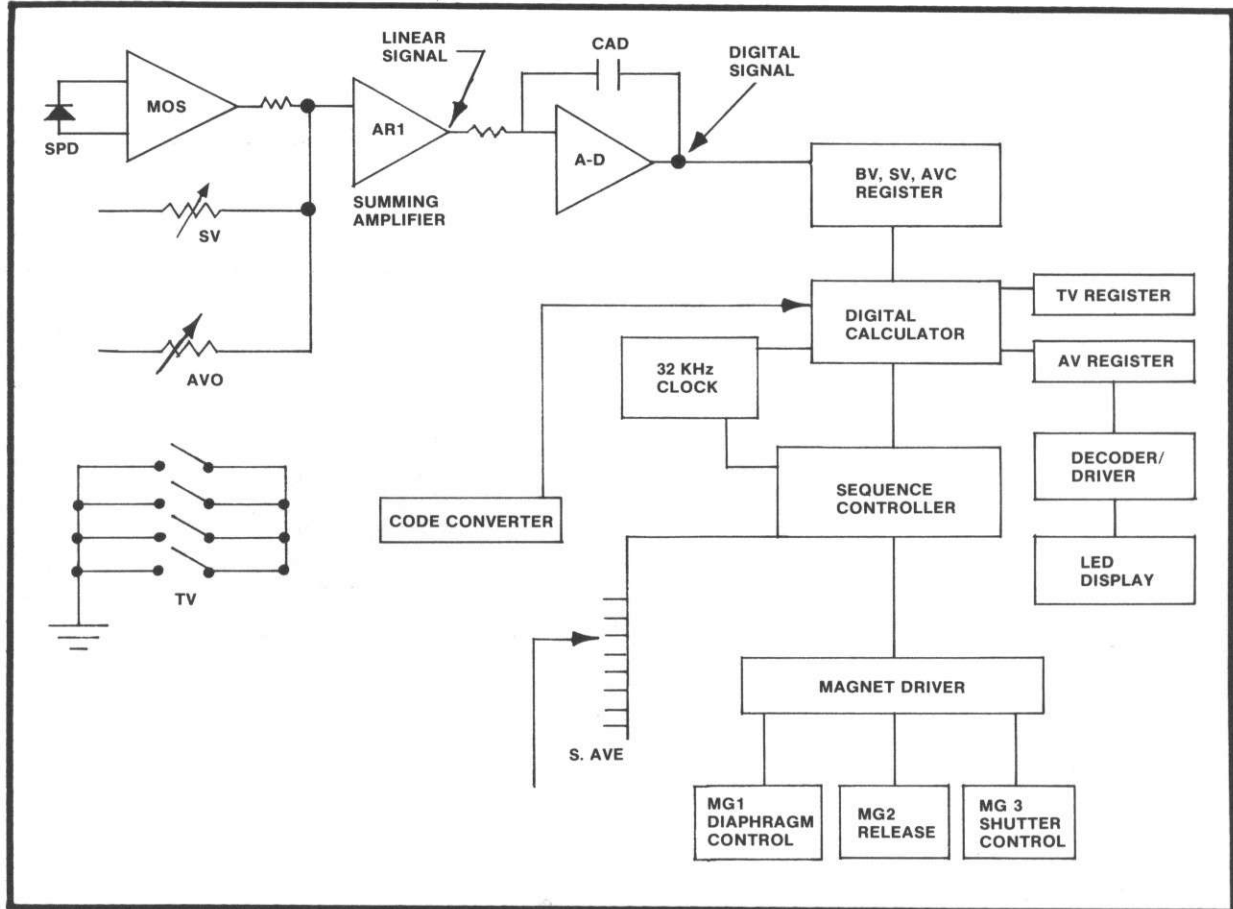 LINEAR
SIGNAL
CAD
DIGITAL
SIGNAL
MOS
SPD
AR1
A-D
SUMMING
AMPLIFIER
BV, SV, AVC
REGISTER
SV
AVO
DIGITAL
CALCULATOR
TV REGISTER
32 KHz
CLOCK
AV REGISTER
DECODER/
DRIVER
SEQUENCE
CONTROLLER
CODE CONVERTER
LED
DISPLAY
TV
MAGNET DRIVER
S. AVE
MG1
DIAPHRAGM
CONTROL
MG2
RELEASE
MG 3
SHUTTER
CONTROL